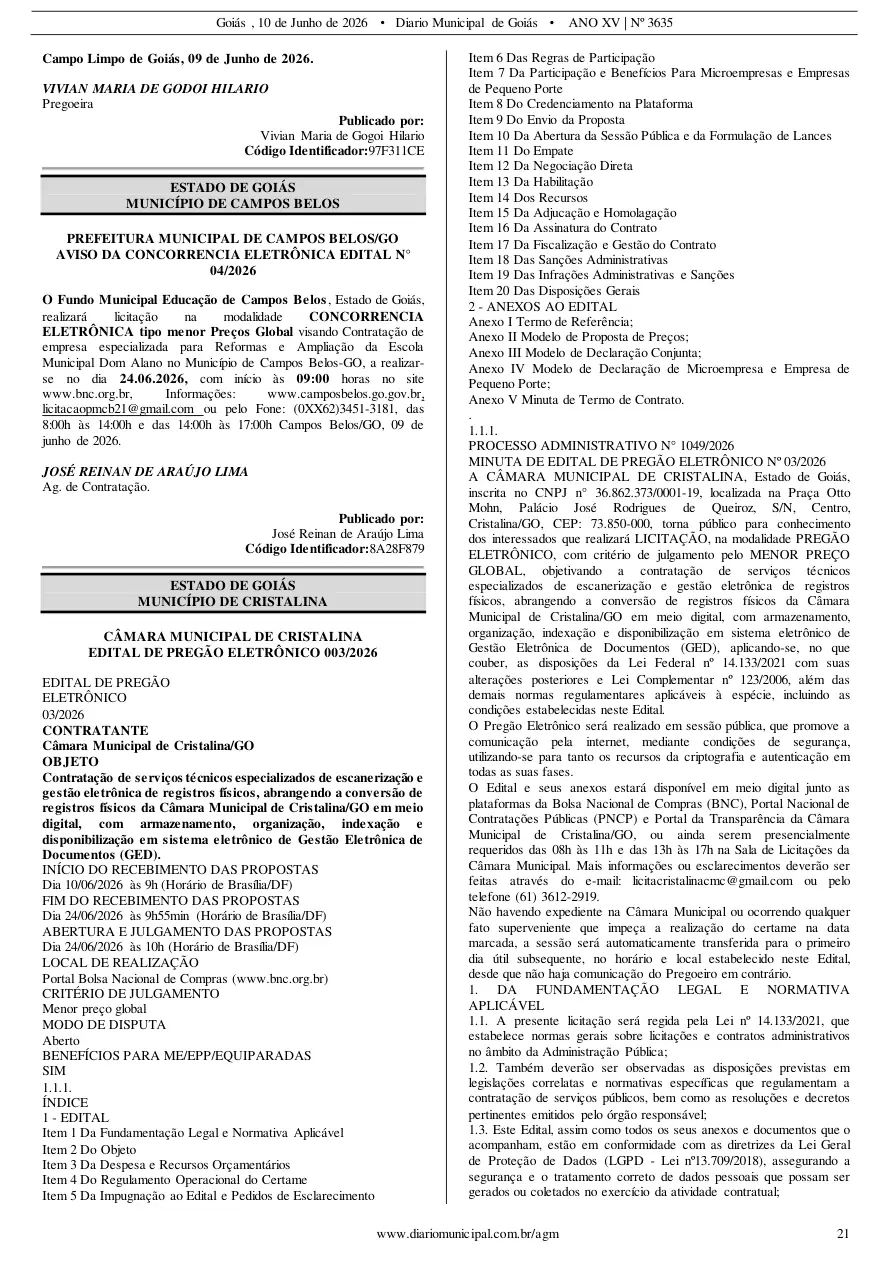 Goiás , 10 de Junho de 2026 • Diario Municipal de Goiás • ANO XV | Nº 3635
Campo Limpo de Goiás, 09 de Junho de 2026.
VIVIAN MARIA DE GODOI HILARIO
Pregoeira
Publicado por:
Vivian Maria de Gogoi Hilario
Código Identificador:97F311CE
ESTADO DE GOIÁS
MUNICÍPIO DE CAMPOS BELOS
PREFEITURA MUNICIPAL DE CAMPOS BELOS/GO
AVISO DA CONCORRENCIA ELETRÔNICA EDITAL N°
04/2026
O Fundo Municipal Educação de Campos Belos, Estado de Goiás,
realizará licitação na modalidade CONCORRENCIA
ELETRÔNICA tipo menor Preços Global visando Contratação de
empresa especializada para Reformas e Ampliação da Escola
Municipal Dom Alano no Município de Campos Belos-GO, a realizar-
se no dia 24.06.2026, com início às 09:00 horas no site
www.bnc.org.br, Informações: www.camposbelos.go.gov.br,
licitacaopmcb21@gmail.com ou pelo Fone: (0XX62)3451-3181, das
8:00h às 14:00h e das 14:00h às 17:00h Campos Belos/GO, 09 de
junho de 2026.
JOSÉ REINAN DE ARAÚJO LIMA
Ag. de Contratação.
Publicado por:
José Reinan de Araújo Lima
Código Identificador:8A28F879
ESTADO DE GOIÁS
MUNICÍPIO DE CRISTALINA
CÂMARA MUNICIPAL DE CRISTALINA
EDITAL DE PREGÃO ELETRÔNICO 003/2026
EDITAL DE PREGÃO
ELETRÔNICO
03/2026
CONTRATANTE
Câmara Municipal de Cristalina/GO
OBJETO
Contratação de serviços técnicos especializados de escanerização e
gestão eletrônica de registros físicos, abrangendo a conversão de
registros físicos da Câmara Municipal de Cristalina/GO em meio
digital, com armazenamento, organização, indexação e
disponibilização em sistema eletrônico de Gestão Eletrônica de
Documentos (GED).
INÍCIO DO RECEBIMENTO DAS PROPOSTAS
Dia 10/06/2026 às 9h (Horário de Brasília/DF)
FIM DO RECEBIMENTO DAS PROPOSTAS
Dia 24/06/2026 às 9h55min (Horário de Brasília/DF)
ABERTURA E JULGAMENTO DAS PROPOSTAS
Dia 24/06/2026 às 10h (Horário de Brasília/DF)
LOCAL DE REALIZAÇÃO
Portal Bolsa Nacional de Compras (www.bnc.org.br)
CRITÉRIO DE JULGAMENTO
Menor preço global
MODO DE DISPUTA
Aberto
BENEFÍCIOS PARA ME/EPP/EQUIPARADAS
SIM
1.1.1.
ÍNDICE
1 - EDITAL
Item 1 Da Fundamentação Legal e Normativa Aplicável
Item 2 Do Objeto
Item 3 Da Despesa e Recursos Orçamentários
Item 4 Do Regulamento Operacional do Certame
Item 5 Da Impugnação ao Edital e Pedidos de Esclarecimento
Item 6 Das Regras de Participação
Item 7 Da Participação e Benefícios Para Microempresas e Empresas
de Pequeno Porte
Item 8 Do Credenciamento na Plataforma
Item 9 Do Envio da Proposta
Item 10 Da Abertura da Sessão Pública e da Formulação de Lances
Item 11 Do Empate
Item 12 Da Negociação Direta
Item 13 Da Habilitação
Item 14 Dos Recursos
Item 15 Da Adjucação e Homolagação
Item 16 Da Assinatura do Contrato
Item 17 Da Fiscalização e Gestão do Contrato
Item 18 Das Sanções Administrativas
Item 19 Das Infrações Administrativas e Sanções
Item 20 Das Disposições Gerais
2 - ANEXOS AO EDITAL
Anexo I Termo de Referência;
Anexo II Modelo de Proposta de Preços;
Anexo III Modelo de Declaração Conjunta;
Anexo IV Modelo de Declaração de Microempresa e Empresa de
Pequeno Porte;
Anexo V Minuta de Termo de Contrato.
.
1.1.1.
PROCESSO ADMINISTRATIVO N° 1049/2026
MINUTA DE EDITAL DE PREGÃO ELETRÔNICO Nº 03/2026
A CÂMARA MUNICIPAL DE CRISTALINA, Estado de Goiás,
inscrita no CNPJ n° 36.862.373/0001-19, localizada na Praça Otto
Mohn, Palácio José Rodrigues de Queiroz, S/N, Centro,
Cristalina/GO, CEP: 73.850-000, torna público para conhecimento
dos interessados que realizará LICITAÇÃO, na modalidade PREGÃO
ELETRÔNICO, com critério de julgamento pelo MENOR PREÇO
GLOBAL, objetivando a contratação de serviços técnicos
especializados de escanerização e gestão eletrônica de registros
físicos, abrangendo a conversão de registros físicos da Câmara
Municipal de Cristalina/GO em meio digital, com armazenamento,
organização, indexação e disponibilização em sistema eletrônico de
Gestão Eletrônica de Documentos (GED), aplicando-se, no que
couber, as disposições da Lei Federal nº 14.133/2021 com suas
alterações posteriores e Lei Complementar nº 123/2006, além das
demais normas regulamentares aplicáveis à espécie, incluindo as
condições estabelecidas neste Edital.
O Pregão Eletrônico será realizado em sessão pública, que promove a
comunicação pela internet, mediante condições de segurança,
utilizando-se para tanto os recursos da criptografia e autenticação em
todas as suas fases.
O Edital e seus anexos estará disponível em meio digital junto as
plataformas da Bolsa Nacional de Compras (BNC), Portal Nacional de
Contratações Públicas (PNCP) e Portal da Transparência da Câmara
Municipal de Cristalina/GO, ou ainda serem presencialmente
requeridos das 08h às 11h e das 13h às 17h na Sala de Licitações da
Câmara Municipal. Mais informações ou esclarecimentos deverão ser
feitas através do e-mail: licitacristalinacmc@gmail.com ou pelo
telefone (61) 3612-2919.
Não havendo expediente na Câmara Municipal ou ocorrendo qualquer
fato superveniente que impeça a realização do certame na data
marcada, a sessão será automaticamente transferida para o primeiro
dia útil subsequente, no horário e local estabelecido neste Edital,
desde que não haja comunicação do Pregoeiro em contrário.
1. DA FUNDAMENTAÇÃO LEGAL E NORMATIVA
APLICÁVEL
1.1. A presente licitação será regida pela Lei nº 14.133/2021, que
estabelece normas gerais sobre licitações e contratos administrativos
no âmbito da Administração Pública;
1.2. Também deverão ser observadas as disposições previstas em
legislações correlatas e normativas específicas que regulamentam a
contratação de serviços públicos, bem como as resoluções e decretos
pertinentes emitidos pelo órgão responsável;
1.3. Este Edital, assim como todos os seus anexos e documentos que o
acompanham, estão em conformidade com as diretrizes da Lei Geral
de Proteção de Dados (LGPD - Lei nº13.709/2018), assegurando a
segurança e o tratamento correto de dados pessoais que possam ser
gerados ou coletados no exercício da atividade contratual;
www.diariomunicipal.com.br/agm 21